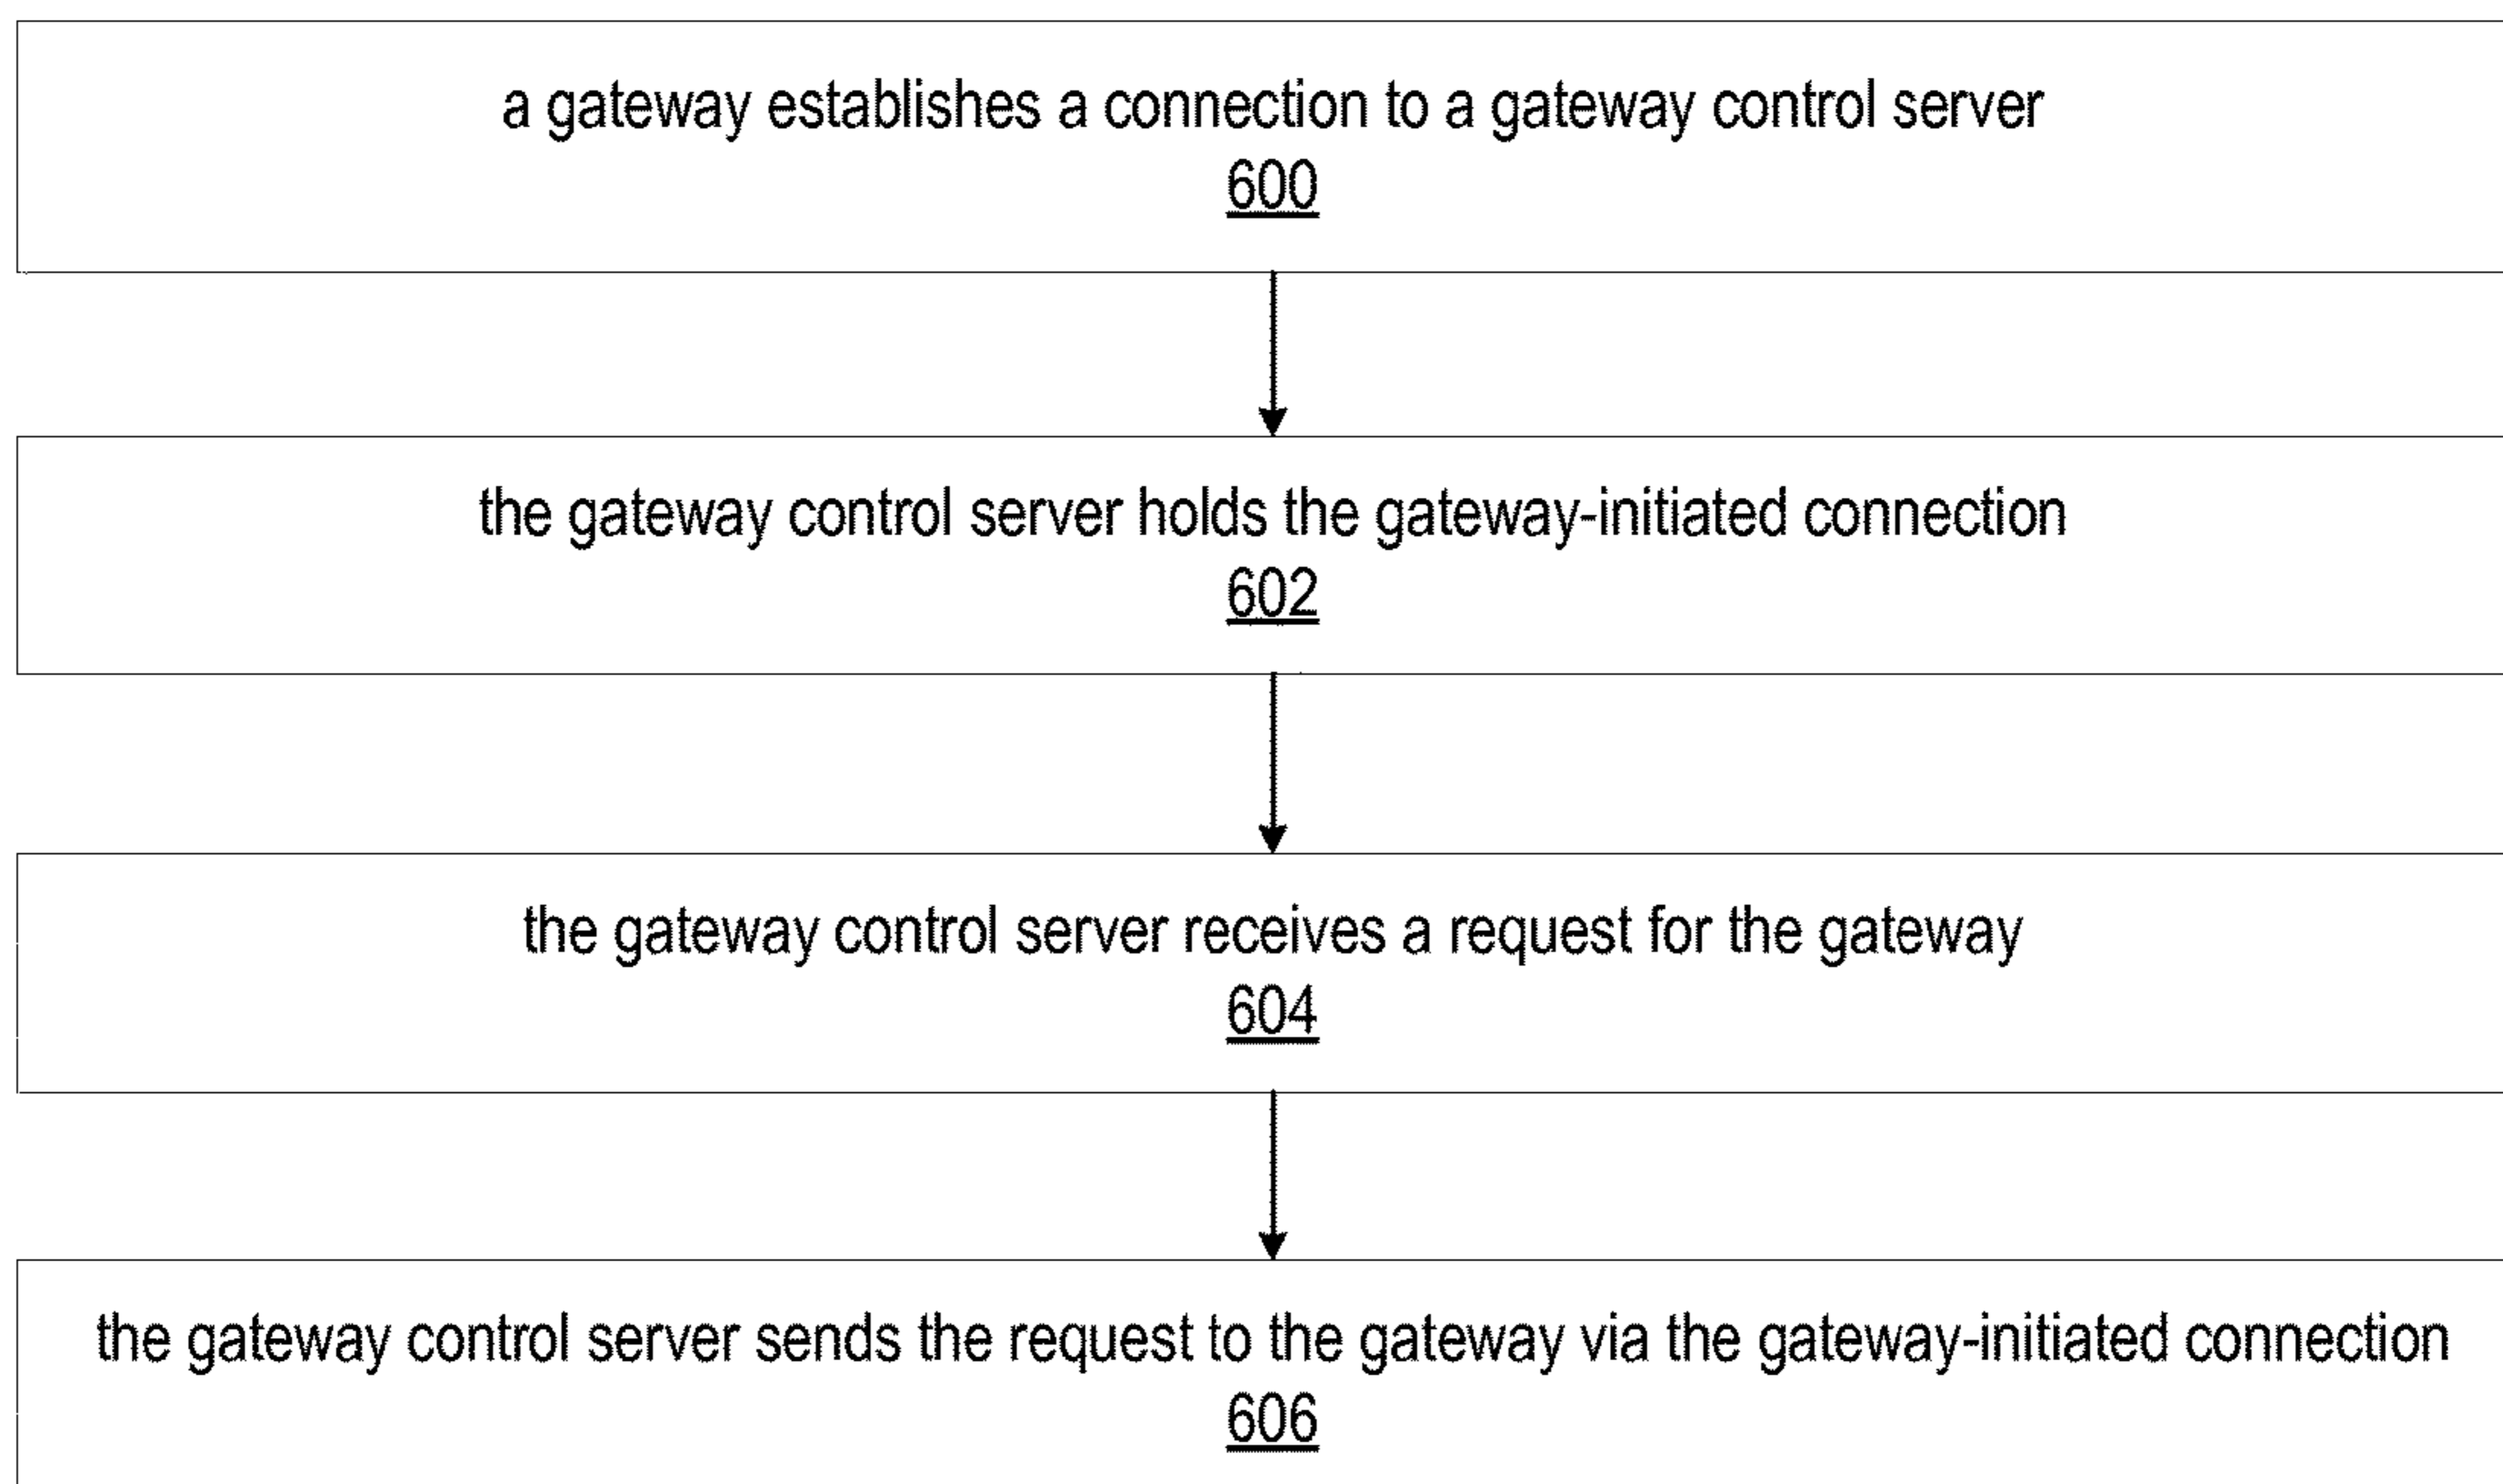 a gateway establishes a connection to a gateway control server
600
the gateway control server holds the gateway-initiated connection
602
the gateway control server receives a request for the gateway
604
the gateway control server sends the request to the gateway via the gateway-initiated connection
606